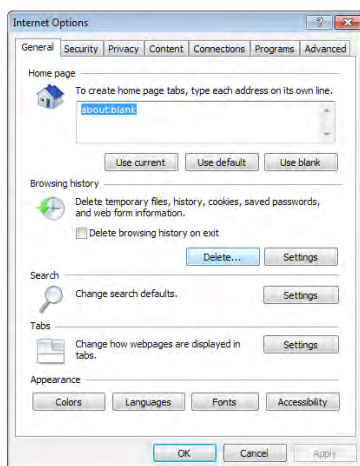 Internet Options
General Security Privacy Content Connections Programs Advanced
Home page
To create home page tabs, type each address on its own line.
about:blank
Use current Use default Use blank
Browsing history
Delete temporary files, history, cookies, saved passwords,
and web form information.
Delete browsing history on exit
Delete... Settings
Search
Change search defaults. Settings
Tabs
Change how webpages are displayed in
tabs. Settings
Appearance
Colors Languages Fonts Accessibility
OK Cancel Apply